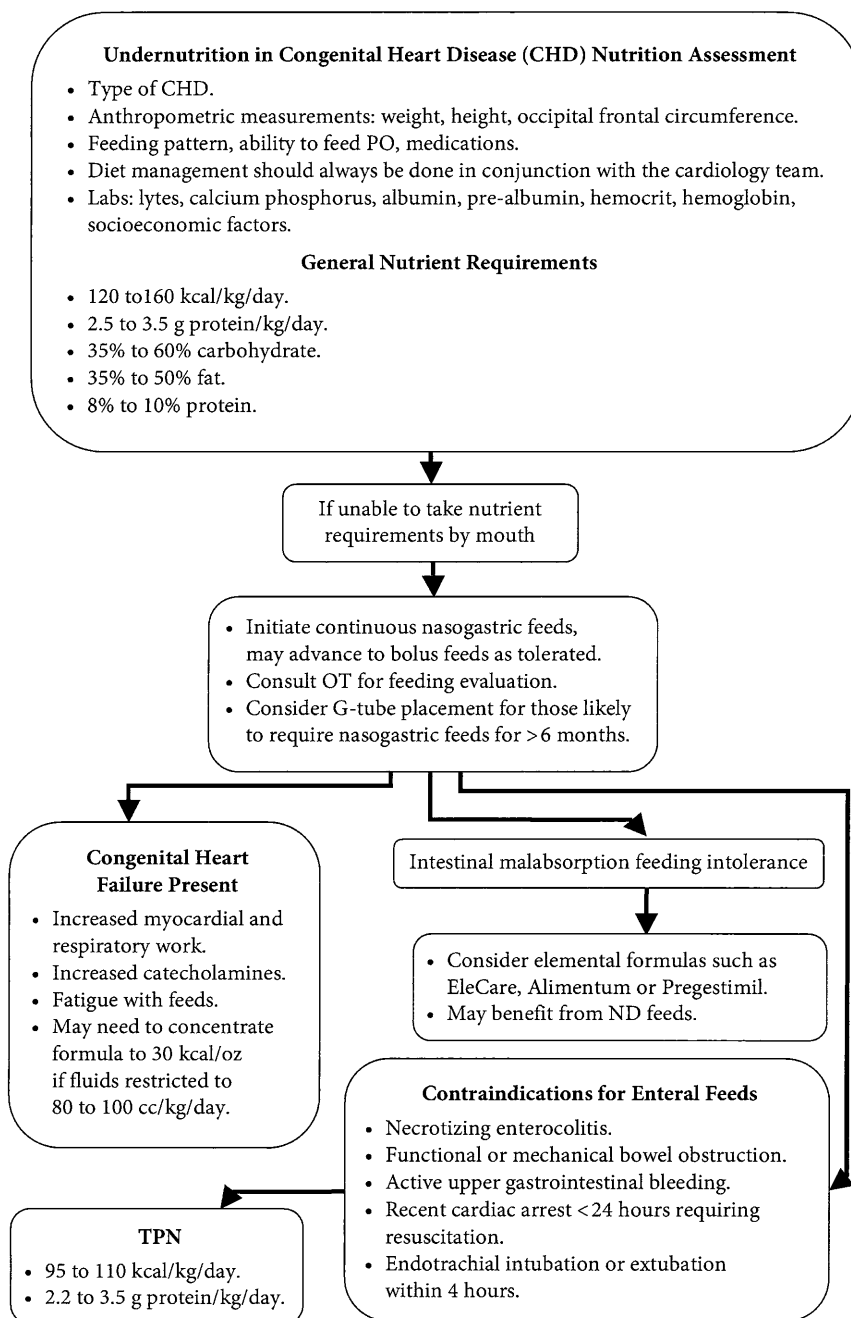 Undernutrition in Congenital Heart Disease (CHD) Nutrition Assessment
• Type of CHD.
• Anthropometric measurements: weight, height, occipital frontal circumference.
• Feeding pattern, ability to feed PO, medications.
• Diet management should always be done in conjunction with the cardiology team.
• Labs: lytes, calcium phosphorus, albumin, pre-albumin, hemocrit, hemoglobin,
socioeconomic factors.
General Nutrient Requirements
• 120 to160 kcal/kg/day.
• 2.5 to 3.5 g protein/kg/day.
• 35% to 60% carbohydrate.
• 35% to 50% fat.
• 8% to 10% protein.
If unable to take nutrient
requirements by mouth
• Initiate continuous nasogastric feeds,
may advance to bolus feeds as tolerated.
• Consult OT for feeding evaluation.
• Consider G-tube placement for those likely
to require nasogastric feeds for >6 months.
Congenital Heart
Failure Present
• Increased myocardial and
respiratory work.
• Increased catecholamines.
• Fatigue with feeds.
• May need to concentrate
formula to 30 kcal/oz
if fluids restricted to
80 to 100 cc/kg/day.
Intestinal malabsorption feeding intolerance
• Consider elemental formulas such as
EleCare, Alimentum or Pregestimil.
• May benefit from ND feeds.
Contraindications for Enteral Feeds
• Necrotizing enterocolitis.
• Functional or mechanical bowel obstruction.
• Active upper gastrointestinal bleeding.
• Recent cardiac arrest <24 hours requiring
resuscitation.
• Endotrachial intubation or extubation
within 4 hours.
TPN
• 95 to 110 kcal/kg/day.
• 2.2 to 3.5 g protein/kg/day.